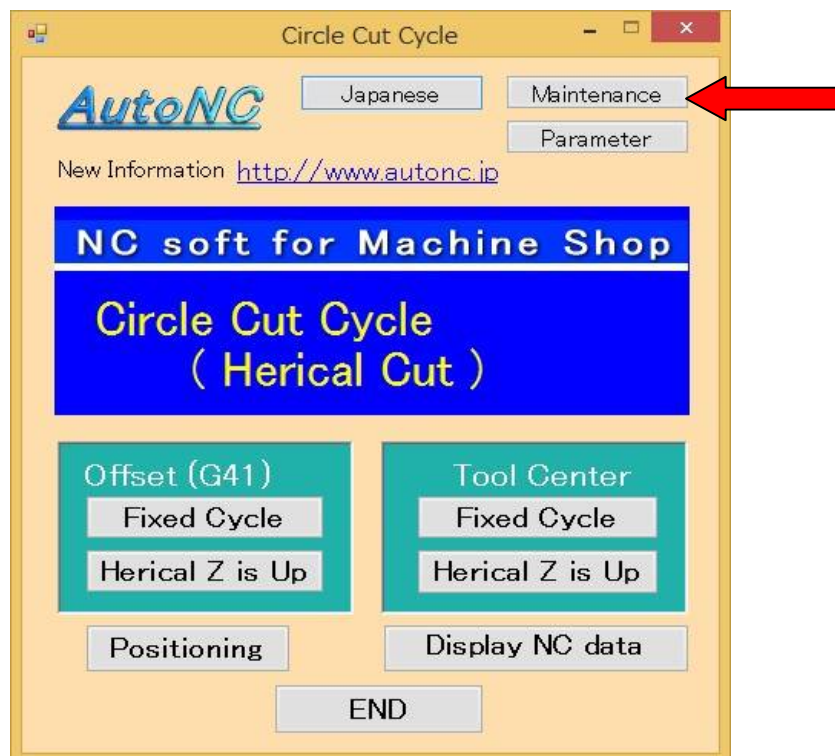 Circle Cut Cycle
AutoNC
Japanese
Maintenance
Parameter
New Information http://www.autonc.jp
NC soft for Machine Shop
Circle Cut Cycle
( Herical Cut )
Offset (G41)
Fixed Cycle
Herical Z is Up
Tool Center
Fixed Cycle
Herical Z is Up
Positioning
Display NC data
END